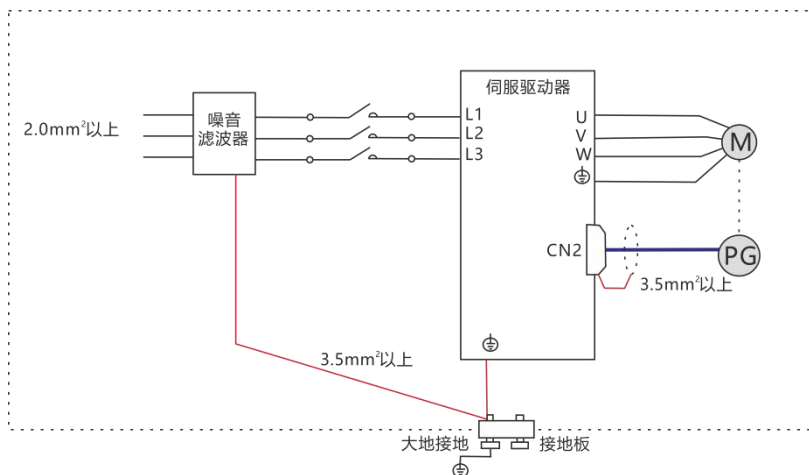 伺服驱动器
噪音
滤波器
2.0mm²以上
L1
L2
L3
U
V
W
M
CN2
PG
3.5mm²以上
3.5mm²以上
大地接地
接地板